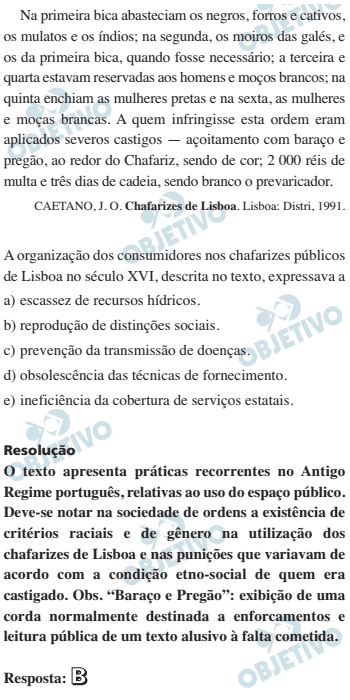 Na primeira bica abasteciam os negros, forros e cativos,
os mulatos e os índios; na segunda, os moiros das galés, e
os da primeira bica, quando fosse necessário; a terceira e
quarta estavam reservadas aos homens e moços brancos; na
quinta enchiam as mulheres pretas e na sexta, as mulheres
e moças brancas. A quem infringisse esta ordem eram
aplicados severos castigos — açoitamento com baraço e
pregão, ao redor do Chafariz, sendo de cor; 2 000 réis de
multa e três dias de cadeia, sendo branco o prevaricador.
CAETANO, J. O. Chafarizes de Lisboa. Lisboa: Distri, 1991.
A organização dos consumidores nos chafarizes públicos
de Lisboa no século XVI, descrita no texto, expressava a
a) escassez de recursos hídricos.
b) reprodução de distinções sociais.
c) prevenção da transmissão de doenças.
d) obsolescência das técnicas de fornecimento.
e) ineficiência da cobertura de serviços estatais.
Resolução
O texto apresenta práticas recorrentes no Antigo
Regime português, relativas ao uso do espaço público.
Deve-se notar na sociedade de ordens a existência de
critérios raciais e de gênero na utilização dos
chafarizes de Lisboa e nas punições que variavam de
acordo com a condição etno-social de quem era
castigado. Obs. “Baraço e Pregão”: exibição de uma
corda normalmente destinada a enforcamentos e
leitura pública de um texto alusivo à falta cometida.
Resposta: B
OBJETIVO
OBJETIVO
OBJETIVO
OBJETIVO
OBJETIVO
OBJETIVO
OBJETIVO